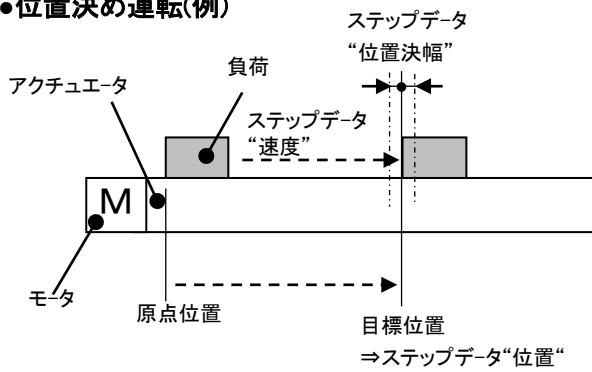 ●位置決め運転(例)
ステップデータ
“位置決幅”
負荷
アクチュエータ
ステップデータ
“速度”
M
モータ
原点位置
目標位置
⇒ステップデータ“位置“